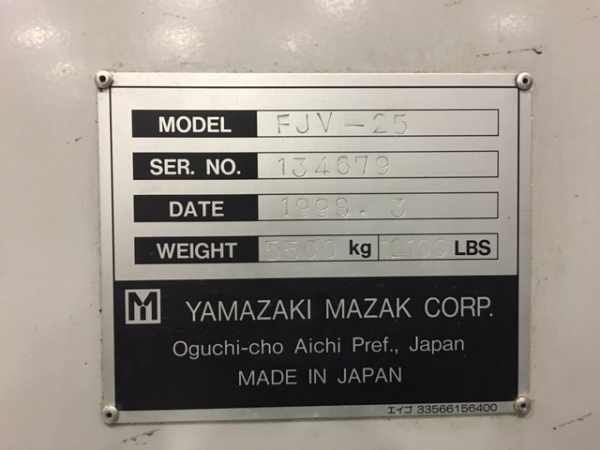 MODEL FJV-25
SER. NO. 134679
DATE 1998.3
WEIGHT 5500 kg 12100 LBS
YAMAZAKI MAZAK CORP.
Oguchi-cho Aichi Pref., Japan
MADE IN JAPAN
エイゴ 33566156400